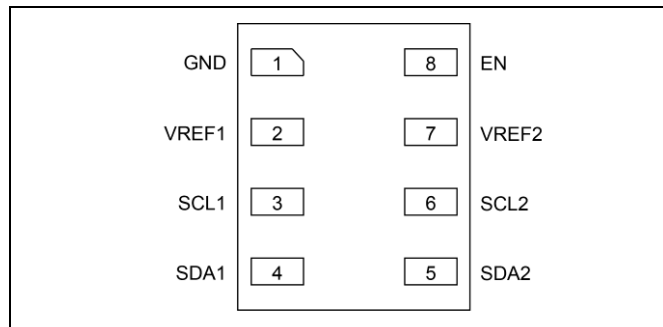 GND 1 8 EN
VREF1 2 7 VREF2
SCL1 3 6 SCL2
SDA1 4 5 SDA2